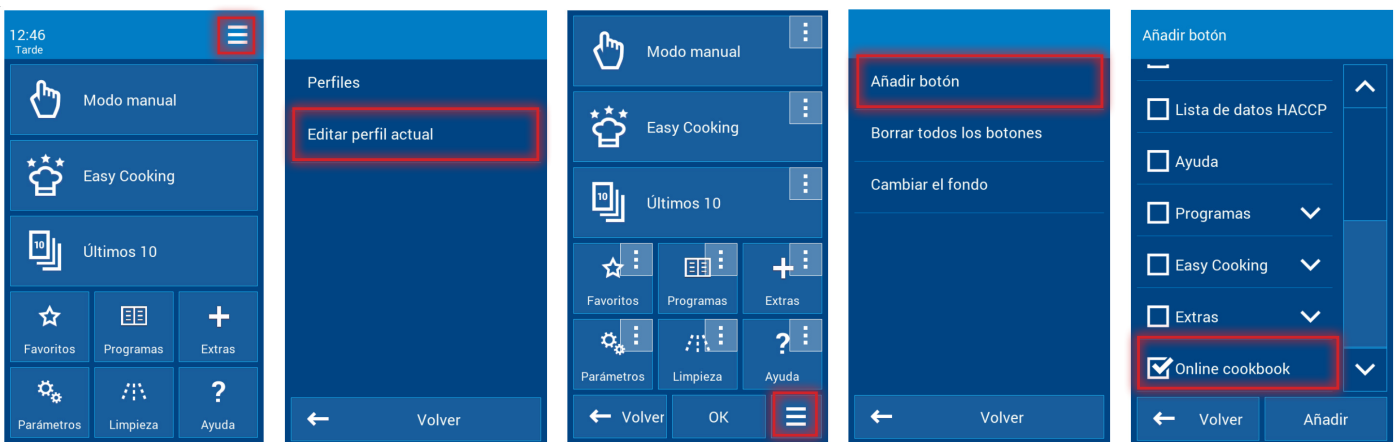 12:46
Tarde
Modo manual
Easy Cooking
10
Últimos 10
Favoritos
Programas
Extras
Parámetros
Limpieza
?
Ayuda
Perfiles
Editar perfil actual
Volver
Modo manual
Easy Cooking
10
Últimos 10
Favoritos
Programas
Extras
Parámetros
Limpieza
?
Ayuda
Volver
OK
Añadir botón
Borrar todos los botones
Cambiar el fondo
Volver
Añadir botón
Lista de datos HACCP
Ayuda
Programas
Easy Cooking
Extras
Online cookbook
Volver
Añadir